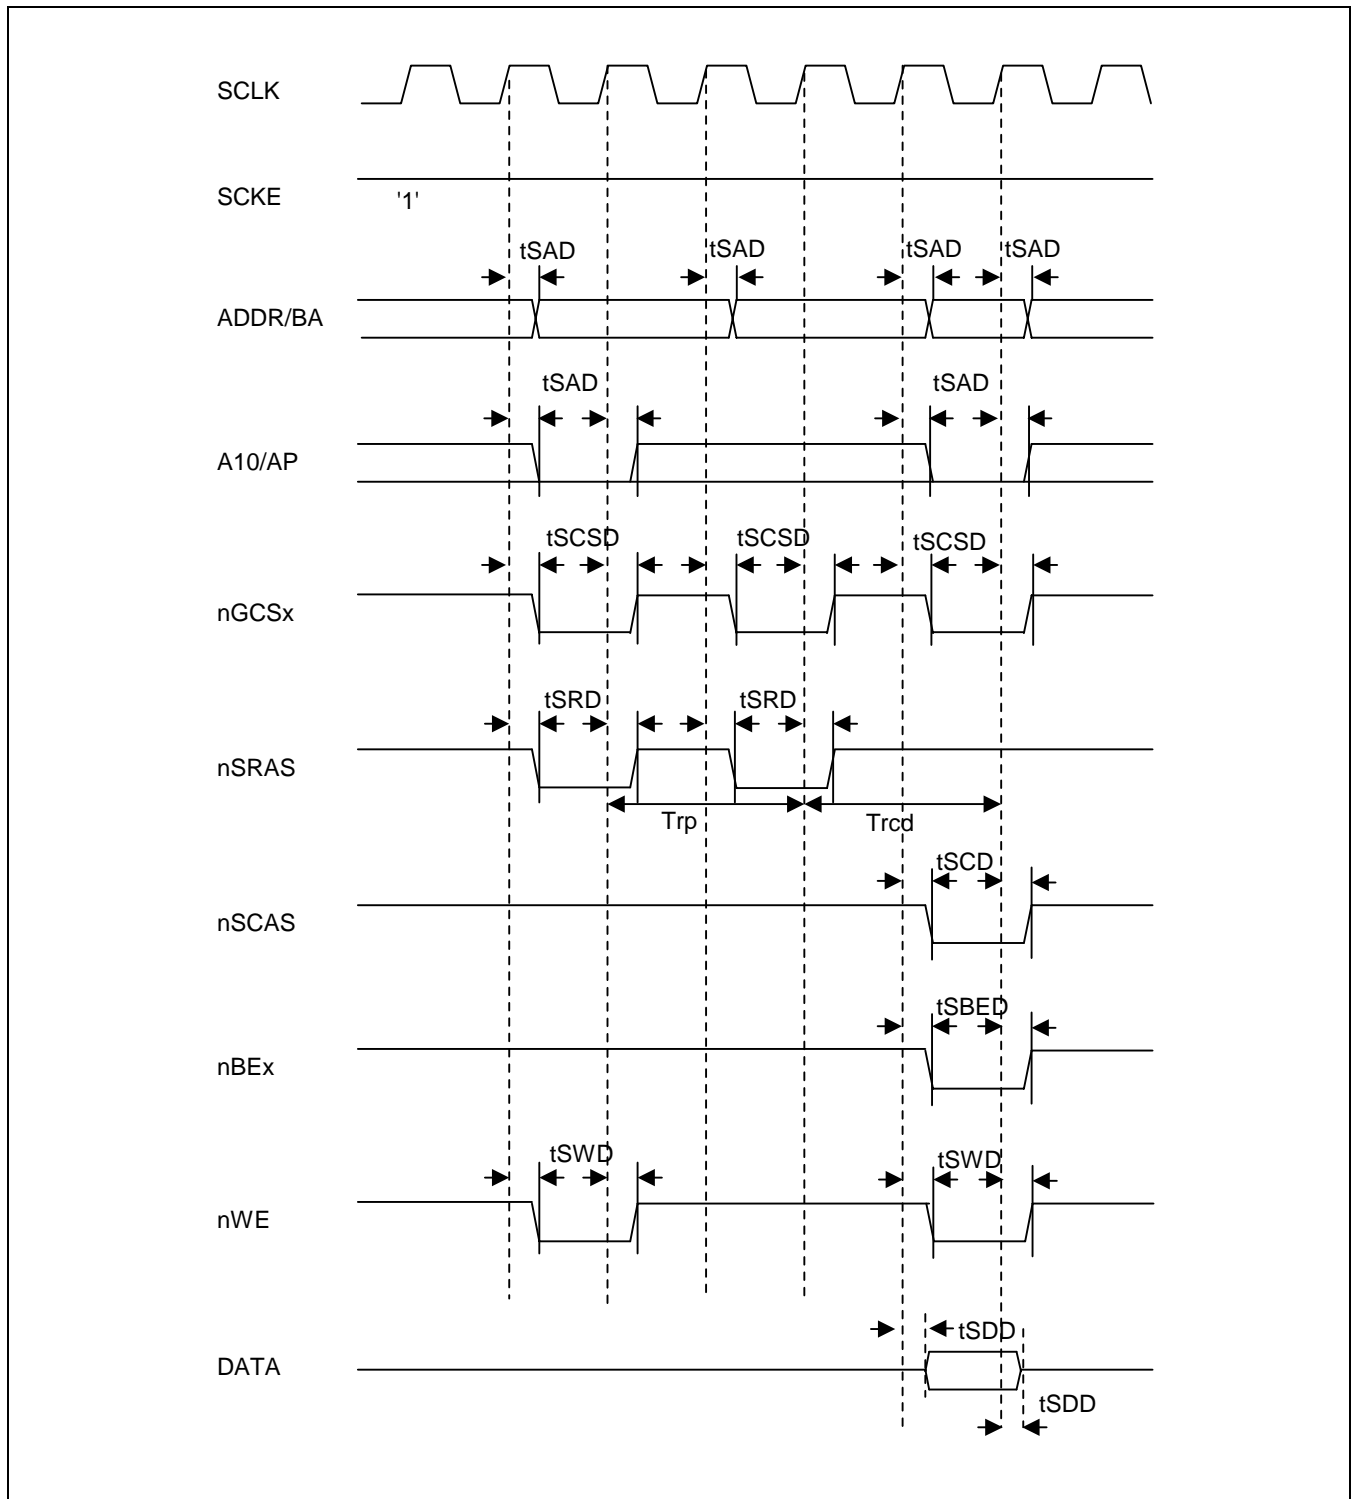 SCLK
SCKE
'1'
tSAD tSAD tSAD tSAD
ADDR/BA
tSAD tSAD
A10/AP
tSCSD tSCSD tSCSD
nGCSx
tSRD tSRD
nSRAS
Trp Trcd
tSCD
nSCAS
tSBED
nBEx
tSWD tSWD
nWE
tSDD
DATA
tSDD